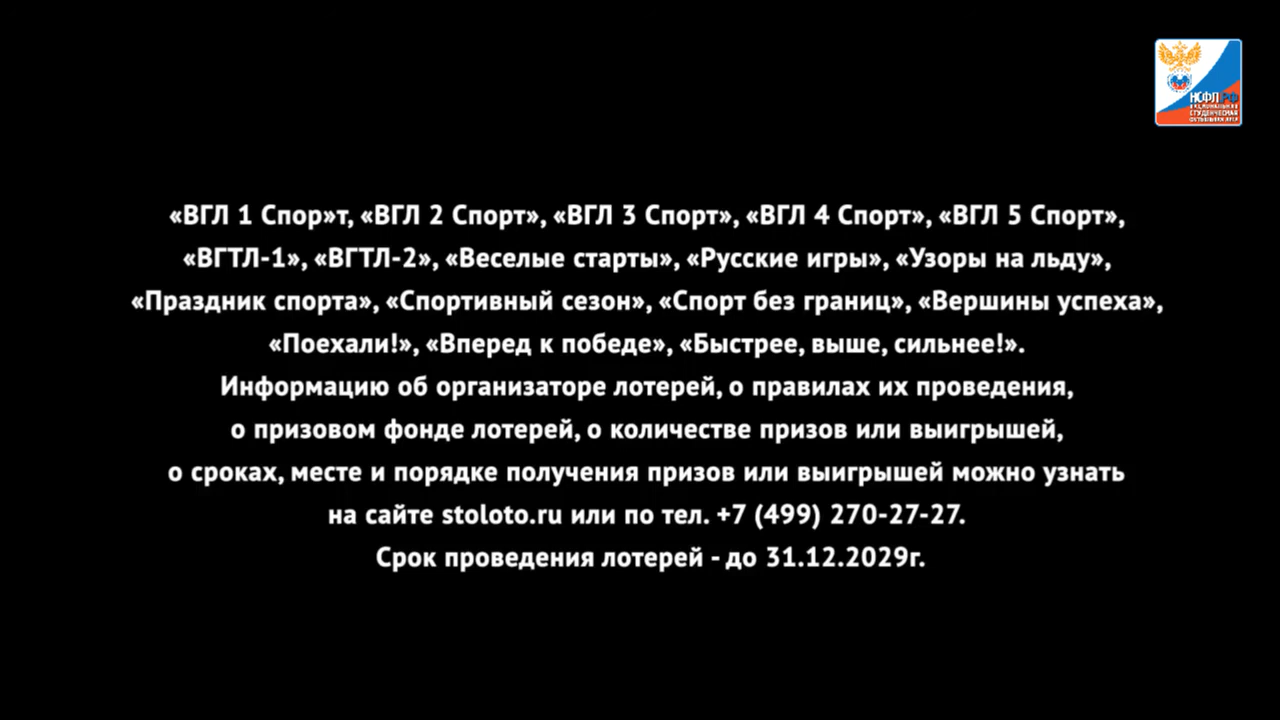 НСФЛ.РФ
НАЦИОНАЛЬНАЯ
СТУДЕНЧЕСКАЯ
ФУТБОЛЬНАЯ ЛИГА
«ВГЛ 1 Спор»т, «ВГЛ 2 Спорт», «ВГЛ 3 Спорт», «ВГЛ 4 Спорт», «ВГЛ 5 Спорт»,
«ВГТЛ-1», «ВГТЛ-2», «Веселые старты», «Русские игры», «Узоры на льду»,
«Праздник спорта», «Спортивный сезон», «Спорт без границ», «Вершины успеха»,
«Поехали!», «Вперед к победе», «Быстрее, выше, сильнее!».
Информацию об организаторе лотерей, о правилах их проведения,
о призовом фонде лотерей, о количестве призов или выигрышей,
о сроках, месте и порядке получения призов или выигрышей можно узнать
на сайте stoloto.ru или по тел. +7 (499) 270-27-27.
Срок проведения лотерей - до 31.12.2029г.